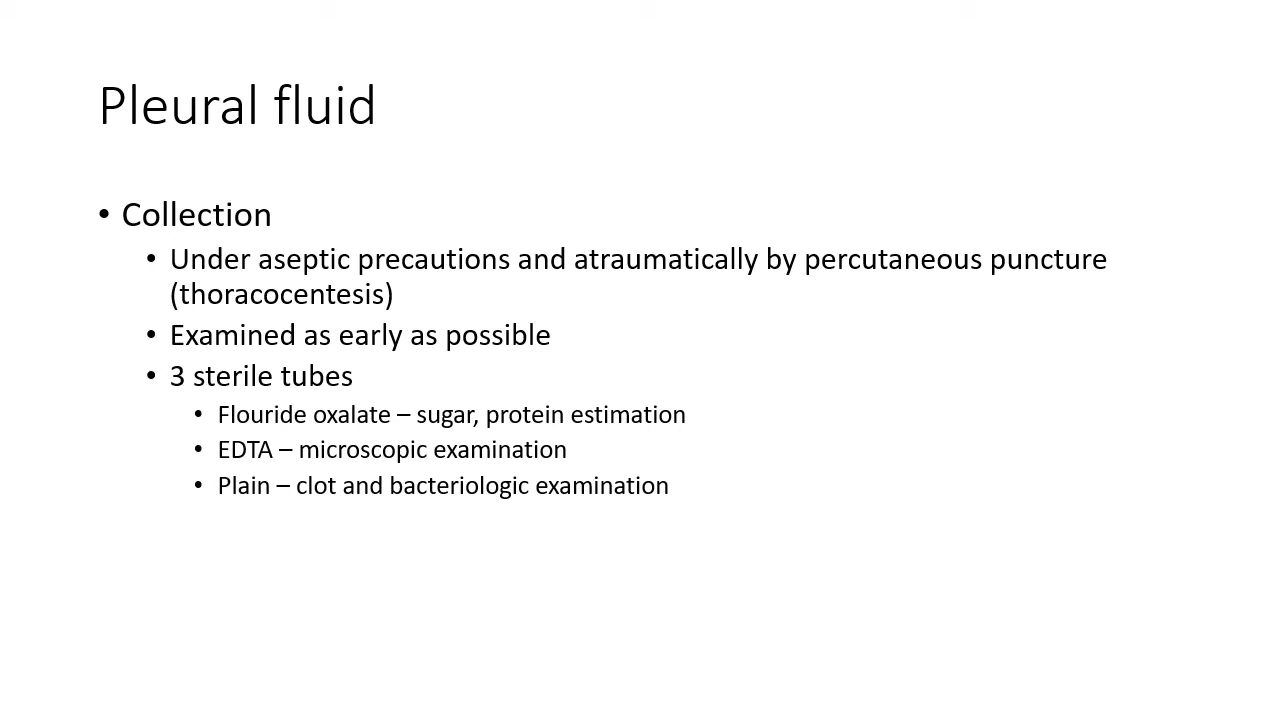 Pleural fluid
• Collection
• Under aseptic precautions and atraumatically by percutaneous puncture
(thoracocentesis)
• Examined as early as possible
• 3 sterile tubes
• Flouride oxalate – sugar, protein estimation
• EDTA – microscopic examination
• Plain – clot and bacteriologic examination